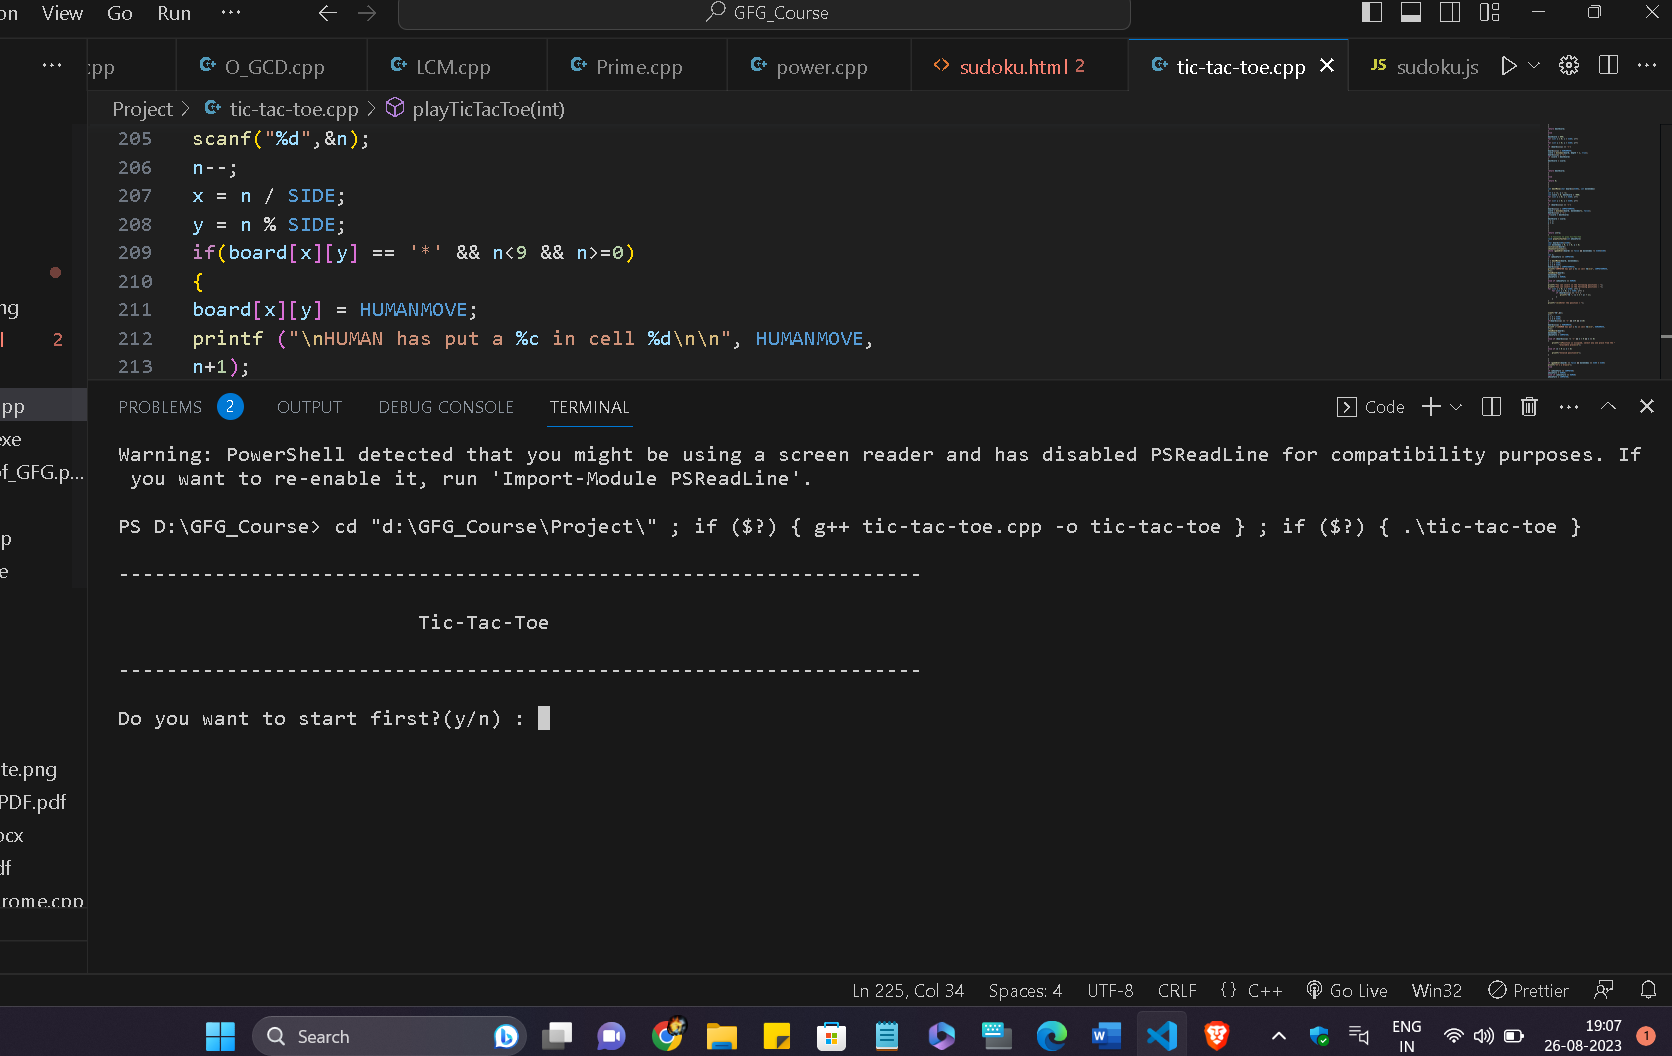 on View Go Run ··· GFG_Course
:pp O_GCD.cpp LCM.cpp Prime.cpp power.cpp sudoku.html 2 tic-tac-toe.cpp JS sudoku.js
Project > tic-tac-toe.cpp > playTicTacToe(int)
205 scanf("%d",&n);
206 n--;
207 x = n / SIDE;
208 y = n % SIDE;
209 if(board[x][y] == '*' && n<9 && n>=0)
210 {
211 board[x][y] = HUMANMOVE;
212 printf ("\nHUMAN has put a %c in cell %d\n\n", HUMANMOVE,
213 n+1);
ng
l 2
pp
exe
of_GFG.p...
p
e
te.png
PDF.pdf
ocx
df
rome.cpp
PROBLEMS 2 OUTPUT DEBUG CONSOLE TERMINAL Code
Warning: PowerShell detected that you might be using a screen reader and has disabled PSReadLine for compatibility purposes. If
you want to re-enable it, run 'Import-Module PSReadLine'.
PS D:\GFG_Course> cd "d:\GFG_Course\Project\" ; if ($?) { g++ tic-tac-toe.cpp -o tic-tac-toe } ; if ($?) { .\tic-tac-toe }
-------------------------------------------------------------------
Tic-Tac-Toe
-------------------------------------------------------------------
Do you want to start first?(y/n) :
Ln 225, Col 34 Spaces: 4 UTF-8 CRLF {} C++ Go Live Win32 Prettier
Search ENG 19:07
IN 26-08-2023 1